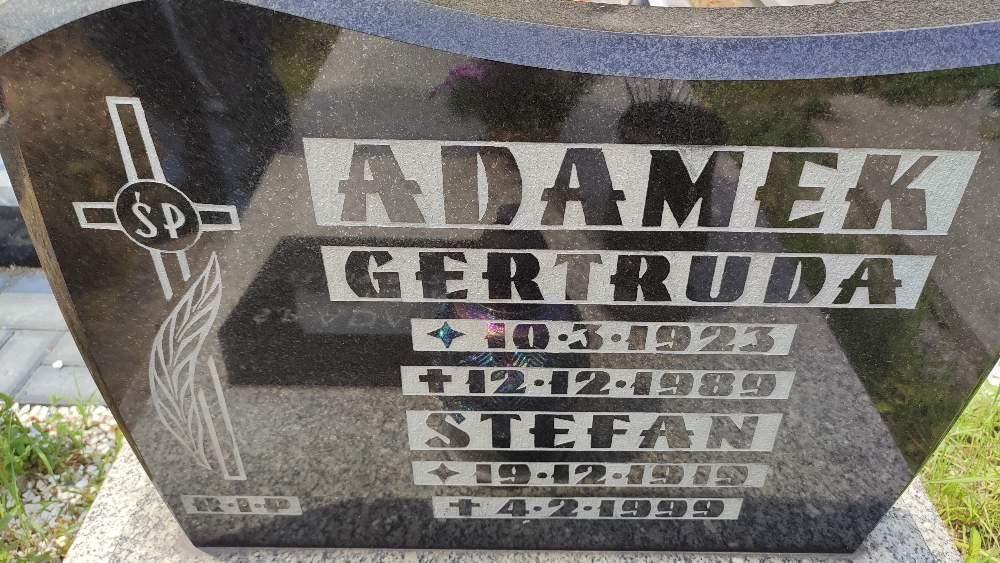 ŚP
ADAMEK
GERTRUDA
10·3·1923
12·12·1989
STEFAN
19·12·1919
4·2·1999
R·I·P